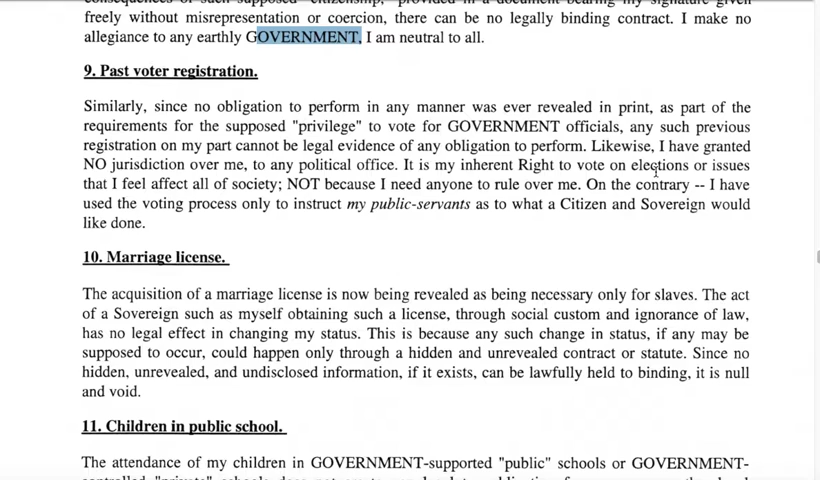 freely without misrepresentation or coercion, there can be no legally binding contract. I make no
allegiance to any earthly GOVERNMENT, I am neutral to all.
9. Past voter registration.
Similarly, since no obligation to perform in any manner was ever revealed in print, as part of the
requirements for the supposed "privilege" to vote for GOVERNMENT officials, any such previous
registration on my part cannot be legal evidence of any obligation to perform. Likewise, I have granted
NO jurisdiction over me, to any political office. It is my inherent Right to vote on elections or issues
that I feel affect all of society; NOT because I need anyone to rule over me. On the contrary -- I have
used the voting process only to instruct my public-servants as to what a Citizen and Sovereign would
like done.
10. Marriage license.
The acquisition of a marriage license is now being revealed as being necessary only for slaves. The act
of a Sovereign such as myself obtaining such a license, through social custom and ignorance of law,
has no legal effect in changing my status. This is because any such change in status, if any may be
supposed to occur, could happen only through a hidden and unrevealed contract or statute. Since no
hidden, unrevealed, and undisclosed information, if it exists, can be lawfully held to binding, it is null
and void.
11. Children in public school.
The attendance of my children in GOVERNMENT-supported "public" schools or GOVERNMENT-